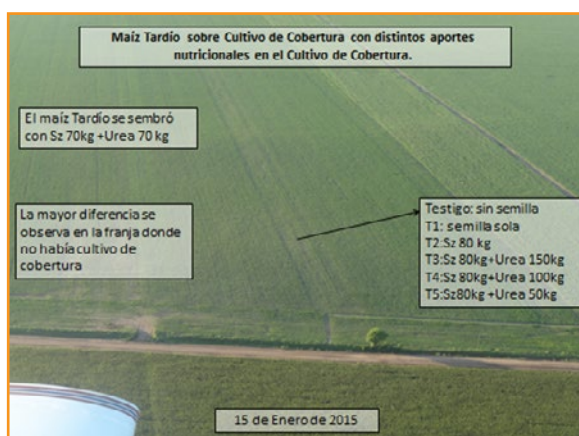 Maíz Tardío sobre Cultivo de Cobertura con distintos aportes
nutricionales en el Cultivo de Cobertura.
El maíz Tardío se sembró
con Sz 70kg +Urea 70 kg
La mayor diferencia se
observa en la franja donde
no había cultivo de
cobertura
Testigo: sin semilla
T1: semilla sola
T2:Sz 80 kg
T3:Sz 80kg+Urea 150kg
T4:Sz 80kg+Urea 100kg
T5:Sz80kg +Urea 50kg
15 de Enero de 2015